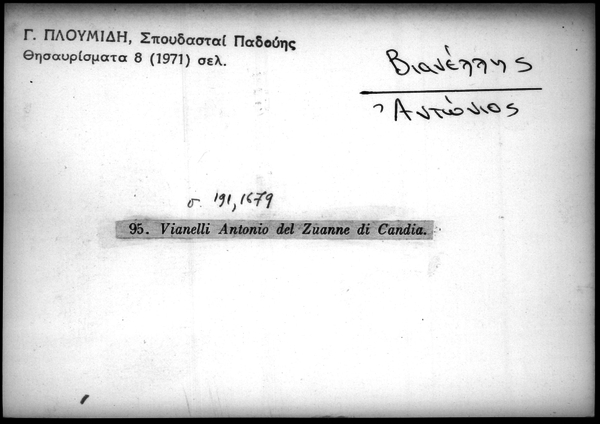 Γ. ΠΛΟΥΜΙΔΗ, Σπουδασταί Παδούης
Θησαυρίσματα 8 (1971) σελ.
Βιανέλλης
Ἀντώνιος
σ. 191, 1679
95. Vianelli Antonio del Zuanne di Candia.